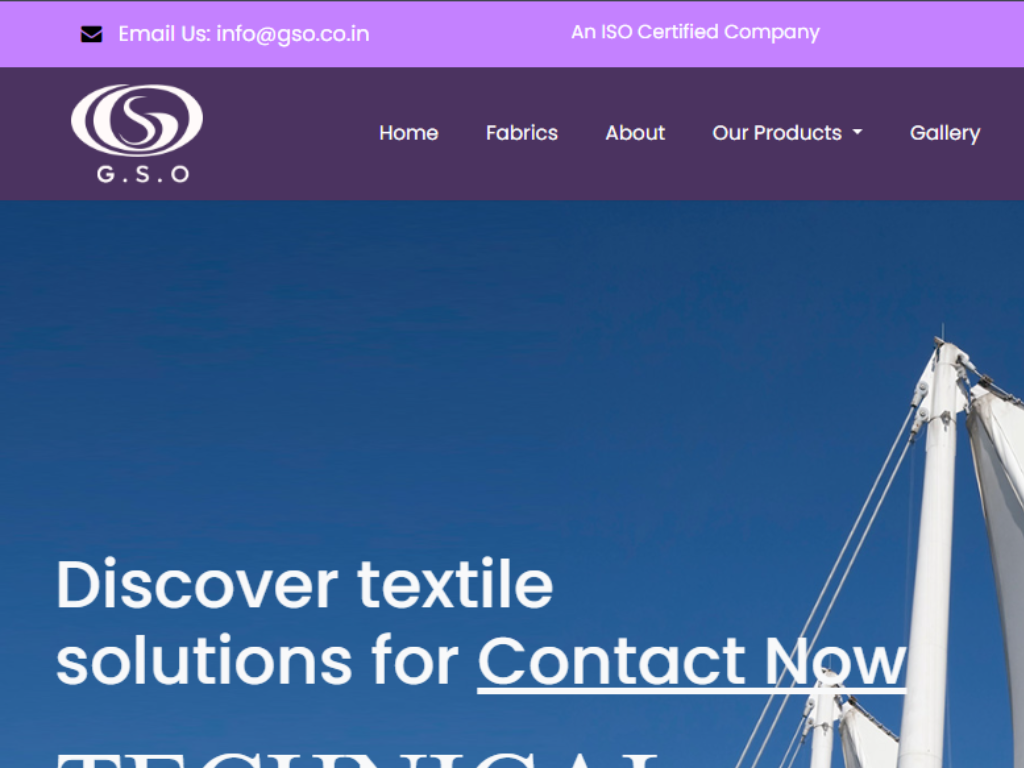 Email Us: info@gso.co.in
An ISO Certified Company
G.S.O
Home
Fabrics
About
Our Products
Gallery
Discover textile
solutions for Contact Now
TECHNICAL